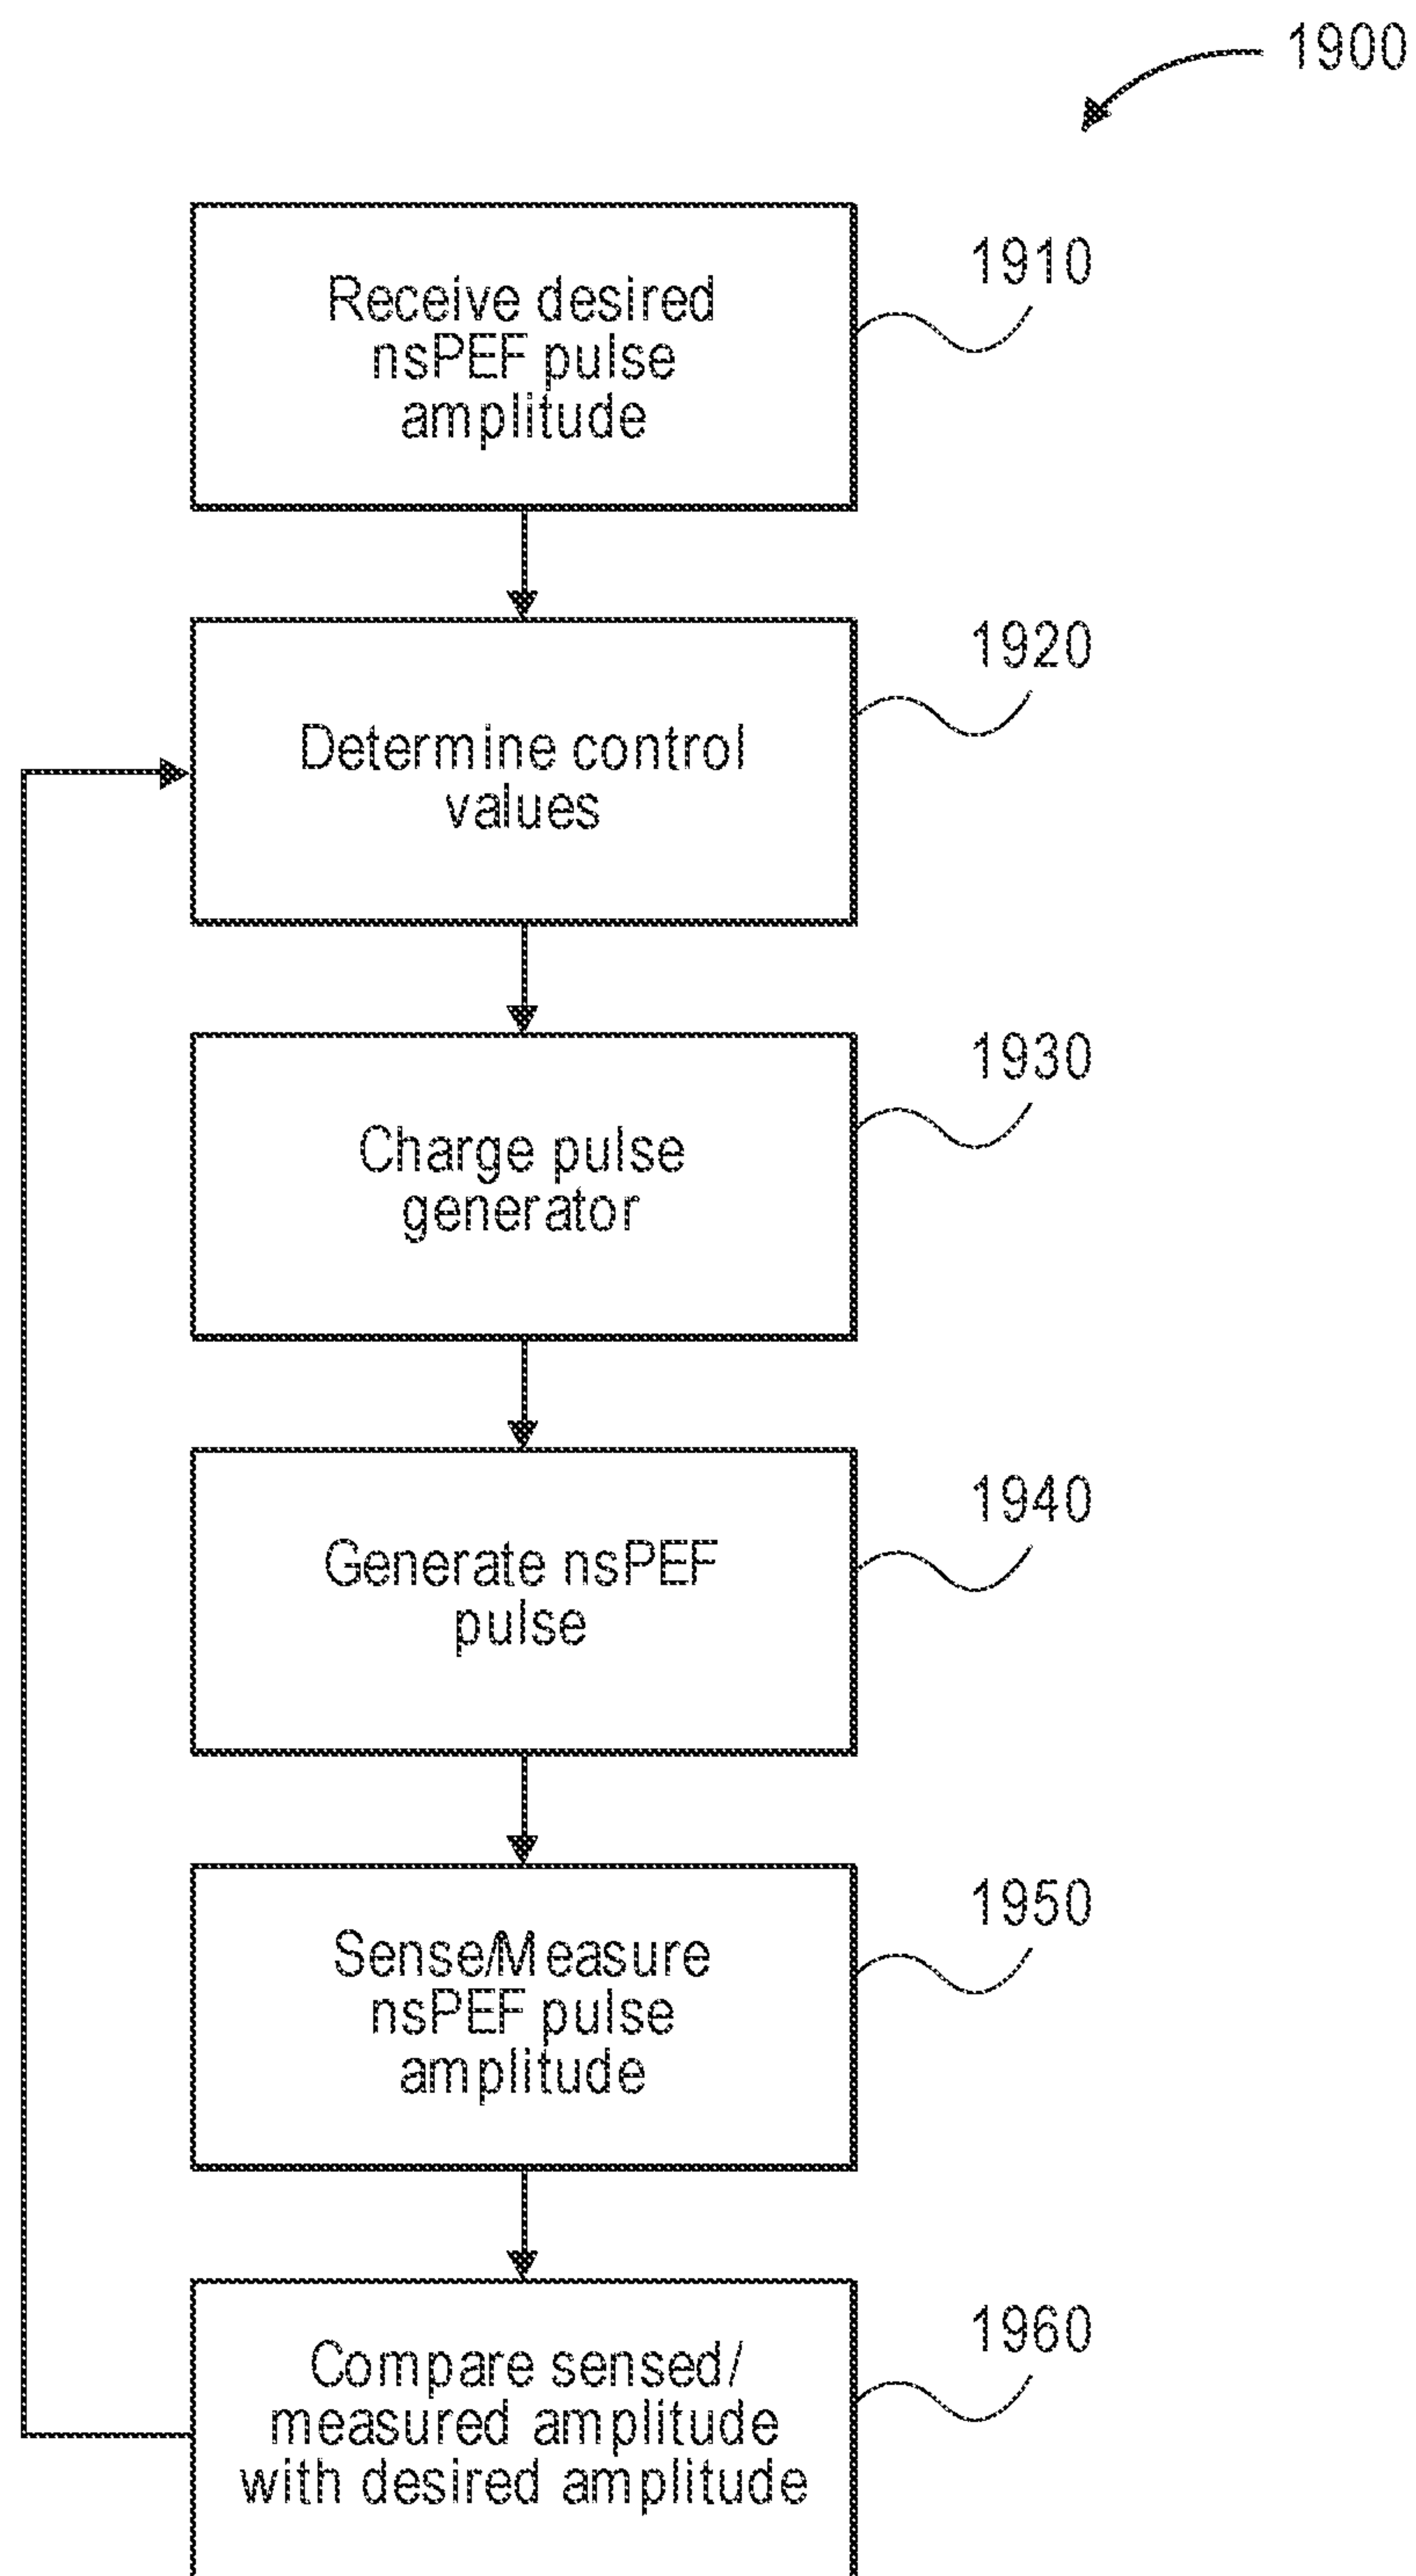 1900
1910
Receive desired
nsPEF pulse
amplitude
1920
Determine control
values
1930
Charge pulse
generator
1940
Generate nsPEF
pulse
1950
Sense/Measure
nsPEF pulse
amplitude
1960
Compare sensed/
measured amplitude
with desired amplitude